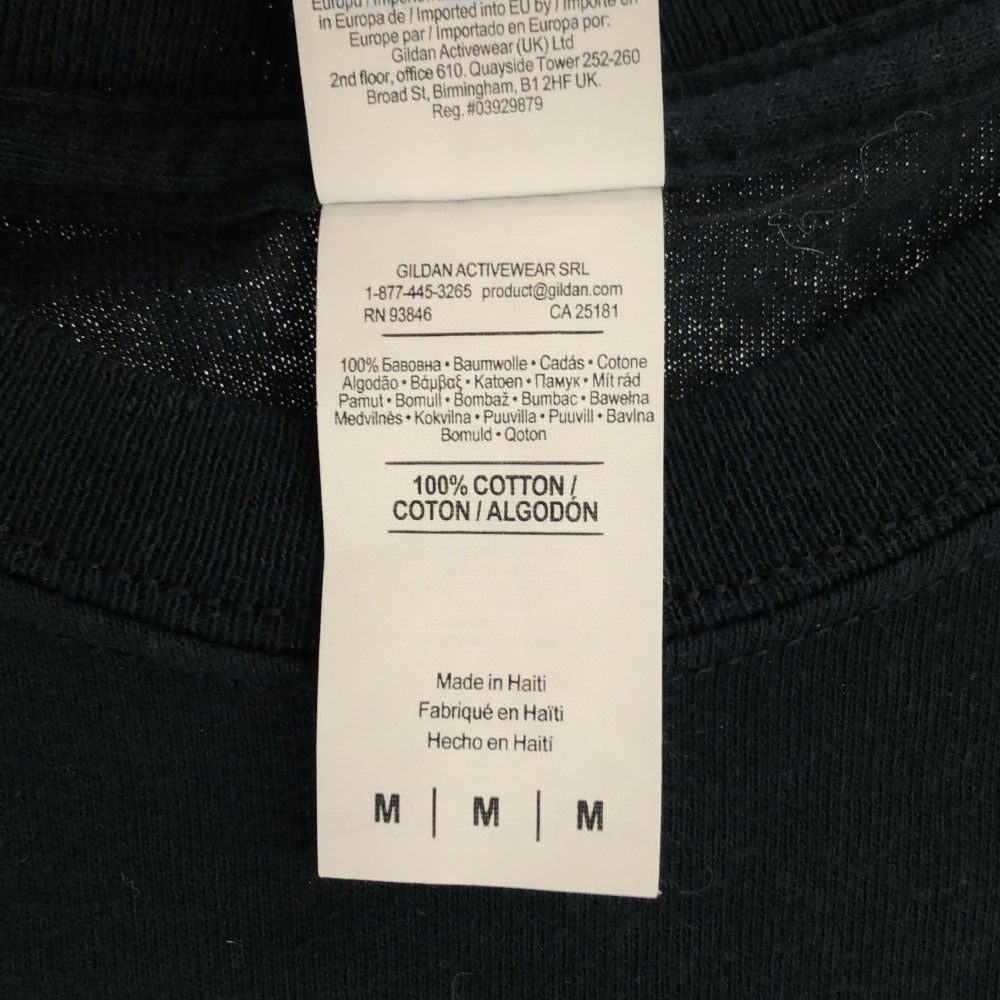 in Europa de / Imported into EU by / Importé en
Europe par / Importado en Europa por:
Gildan Activewear (UK) Ltd
2nd floor, office 610. Quayside Tower 252-260
Broad St, Birmingham, B1 2HF UK.
Reg. #03929879
GILDAN ACTIVEWEAR SRL
1-877-445-3265 product@gildan.com
RN 93846 CA 25181
100% Бавовна • Baumwolle • Cadás • Cotone
Algodão • Βάμβαξ • Katoen • Памук • Mít rád
Pamut • Bomull • Bombaž • Bumbac • Bawełna
Medvilnės • Kokvilna • Puuvilla • Puuvill • Bavlna
Bomuld • Qoton
100% COTTON /
COTON / ALGODÓN
Made in Haiti
Fabriqué en Haïti
Hecho en Haití
M | M | M